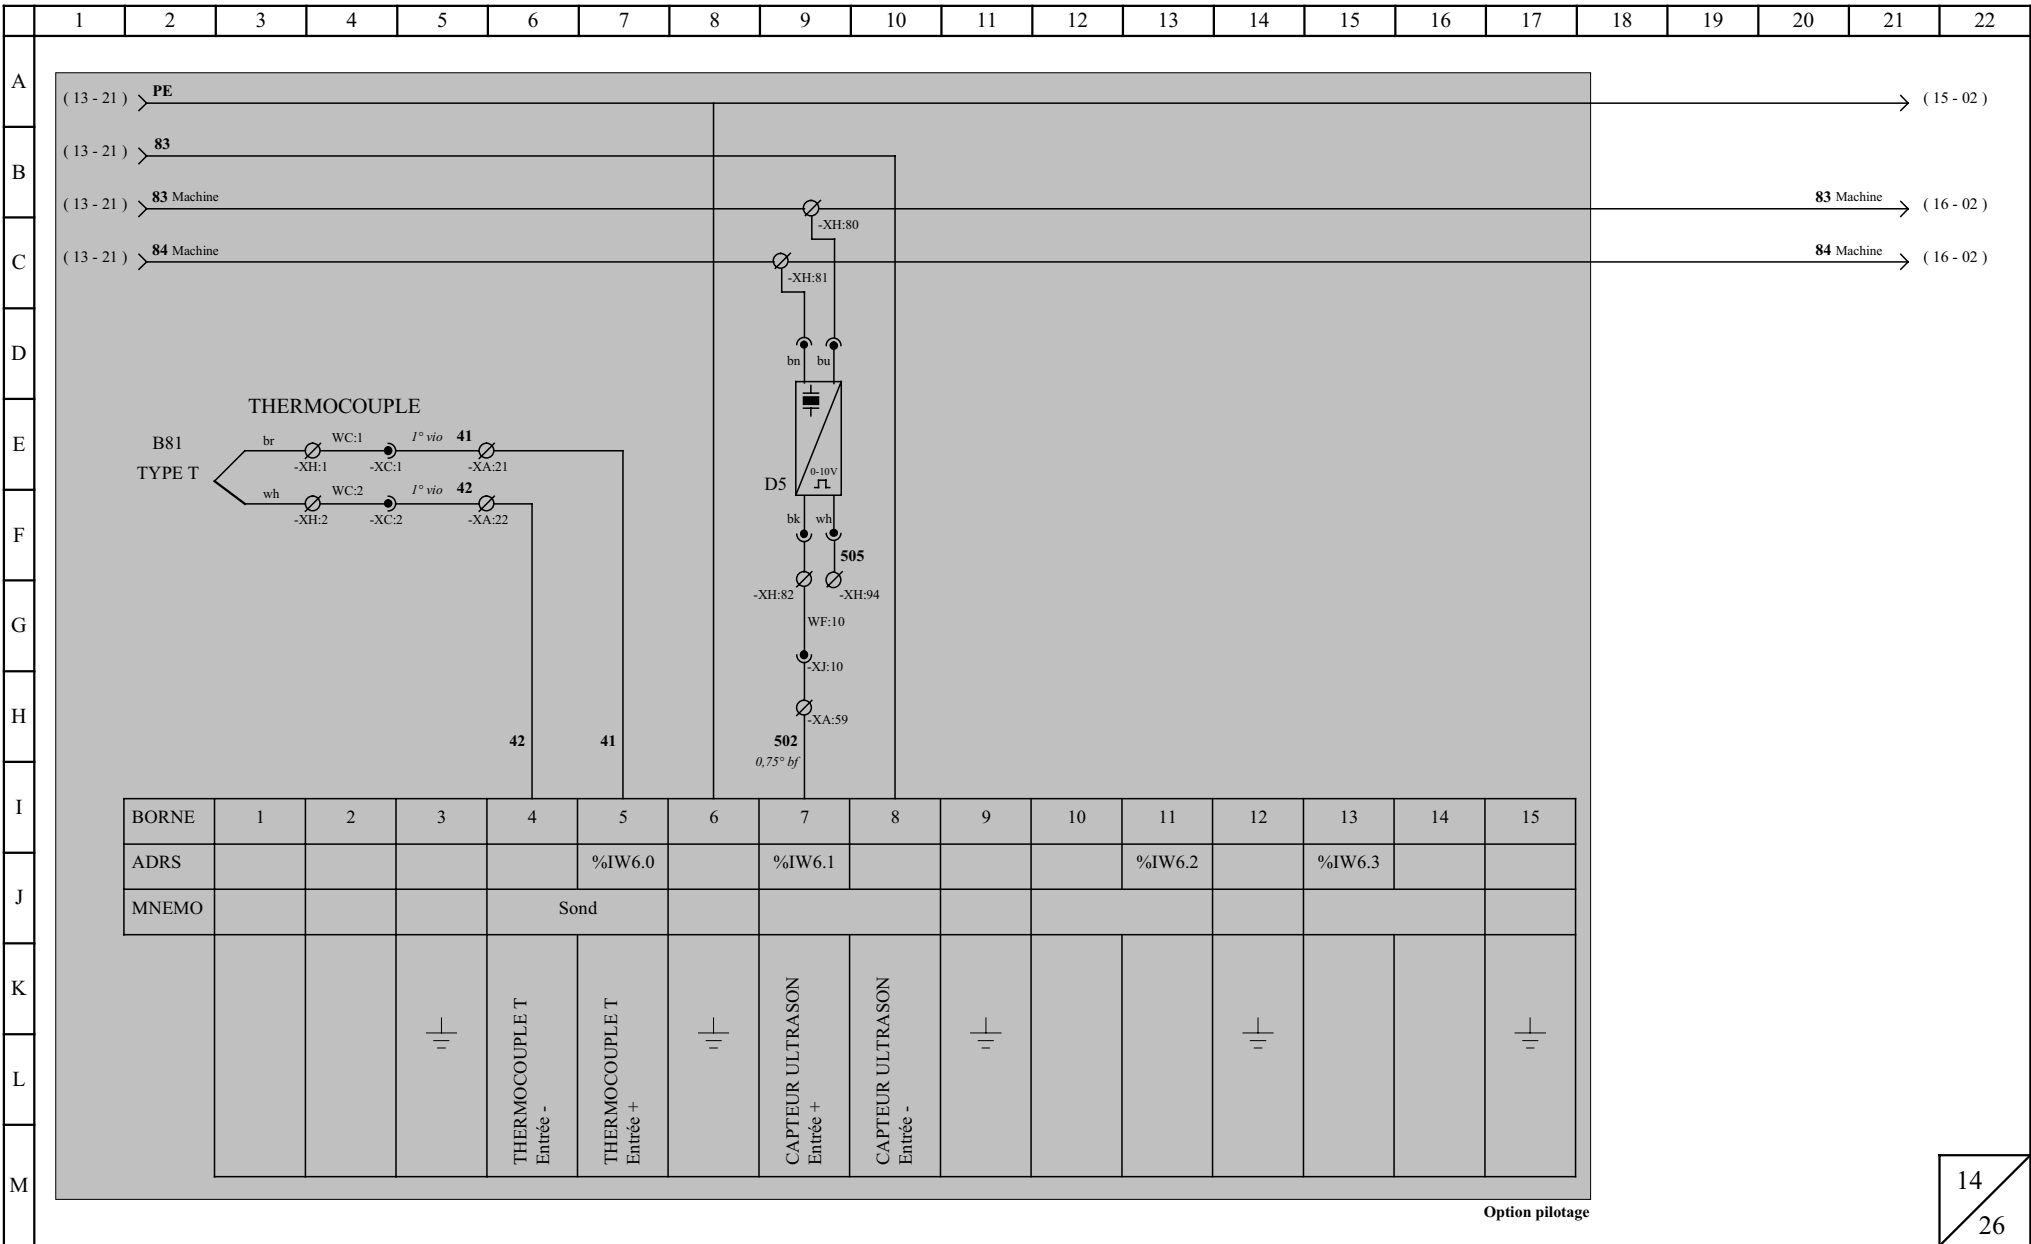 1 2 3 4 5 6 7 8 9 10 11 12 13 14 15 16 17 18 19 20 21 22
A
( 13 - 21 ) PE ( 15 - 02 )
( 13 - 21 ) 83
B
( 13 - 21 ) 83 Machine 83 Machine ( 16 - 02 )
-XH:80
C
( 13 - 21 ) 84 Machine 84 Machine ( 16 - 02 )
-XH:81
D
bn bu
THERMOCOUPLE
E
B81
TYPE T
br WC:1 1° vio 41
-XH:1 -XC:1 -XA:21
wh WC:2 1° vio 42
-XH:2 -XC:2 -XA:22
0-10V
D5
F
bk wh
505
-XH:82 -XH:94
G
WF:10
-XJ:10
H
-XA:59
42 41 502
0,75° bf
I
BORNE 1 2 3 4 5 6 7 8 9 10 11 12 13 14 15
ADRS %IW6.0 %IW6.1 %IW6.2 %IW6.3
J
MNEMO Sond
K
L
M
THERMOCOUPLE T
Entrée -
THERMOCOUPLE T
Entrée +
CAPTEUR ULTRASON
Entrée +
CAPTEUR ULTRASON
Entrée -
Option pilotage
14
26